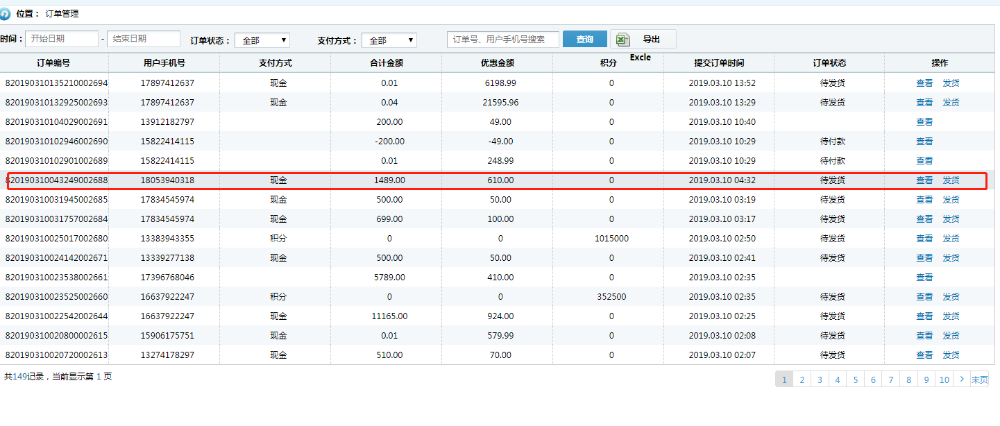 位置： 订单管理
时间： 开始日期 - 结束日期 订单状态： 全部 支付方式： 全部 订单号、用户手机号搜索 查询 导出
Excle
订单编号 用户手机号 支付方式 合计金额 优惠金额 积分 提交订单时间 订单状态 操作
820190310135210002694 17897412637 现金 0.01 6198.99 0 2019.03.10 13:52 待发货 查看 发货
820190310132925002693 17897412637 现金 0.04 21595.96 0 2019.03.10 13:29 待发货 查看 发货
820190310104029002691 13912182797 200.00 49.00 0 2019.03.10 10:40 查看
820190310102946002690 15822414115 -200.00 -49.00 0 2019.03.10 10:29 待付款 查看
820190310102901002689 15822414115 0.01 248.99 0 2019.03.10 10:29 待付款 查看
820190310043249002688 18053940318 现金 1489.00 610.00 0 2019.03.10 04:32 待发货 查看 发货
820190310031945002685 17834545974 现金 500.00 50.00 0 2019.03.10 03:19 待发货 查看 发货
820190310031757002684 17834545974 现金 699.00 100.00 0 2019.03.10 03:17 待发货 查看 发货
820190310025017002680 13383943355 积分 0 0 1015000 2019.03.10 02:50 待发货 查看 发货
820190310024142002671 13339277138 现金 500.00 50.00 0 2019.03.10 02:41 待发货 查看 发货
820190310023538002661 17396768046 5789.00 410.00 0 2019.03.10 02:35 查看
820190310023525002660 16637922247 积分 0 0 352500 2019.03.10 02:35 待发货 查看 发货
820190310022542002644 16637922247 现金 11165.00 924.00 0 2019.03.10 02:25 待发货 查看 发货
820190310020800002615 15906175751 现金 0.01 579.99 0 2019.03.10 02:08 待发货 查看 发货
820190310020720002613 13274178297 现金 510.00 70.00 0 2019.03.10 02:07 待发货 查看 发货
共149记录，当前显示第 1 页 1 2 3 4 5 6 7 8 9 10 > 末页